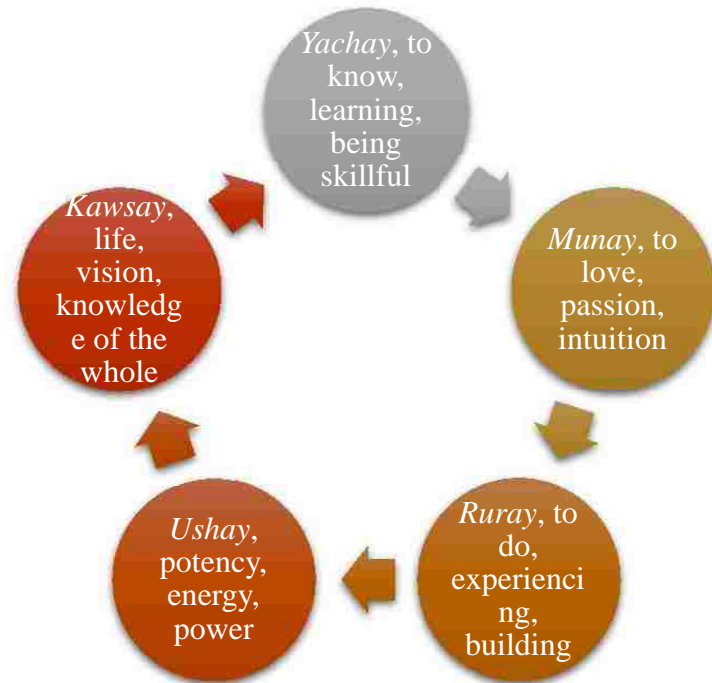 Yachay, to
know,
learning,
being
skillful
Munay, to
love,
passion,
intuition
Ruray, to
do,
experienci
ng,
building
Ushay,
potency,
energy,
power
Kawsay,
life,
vision,
knowledg
e of the
whole